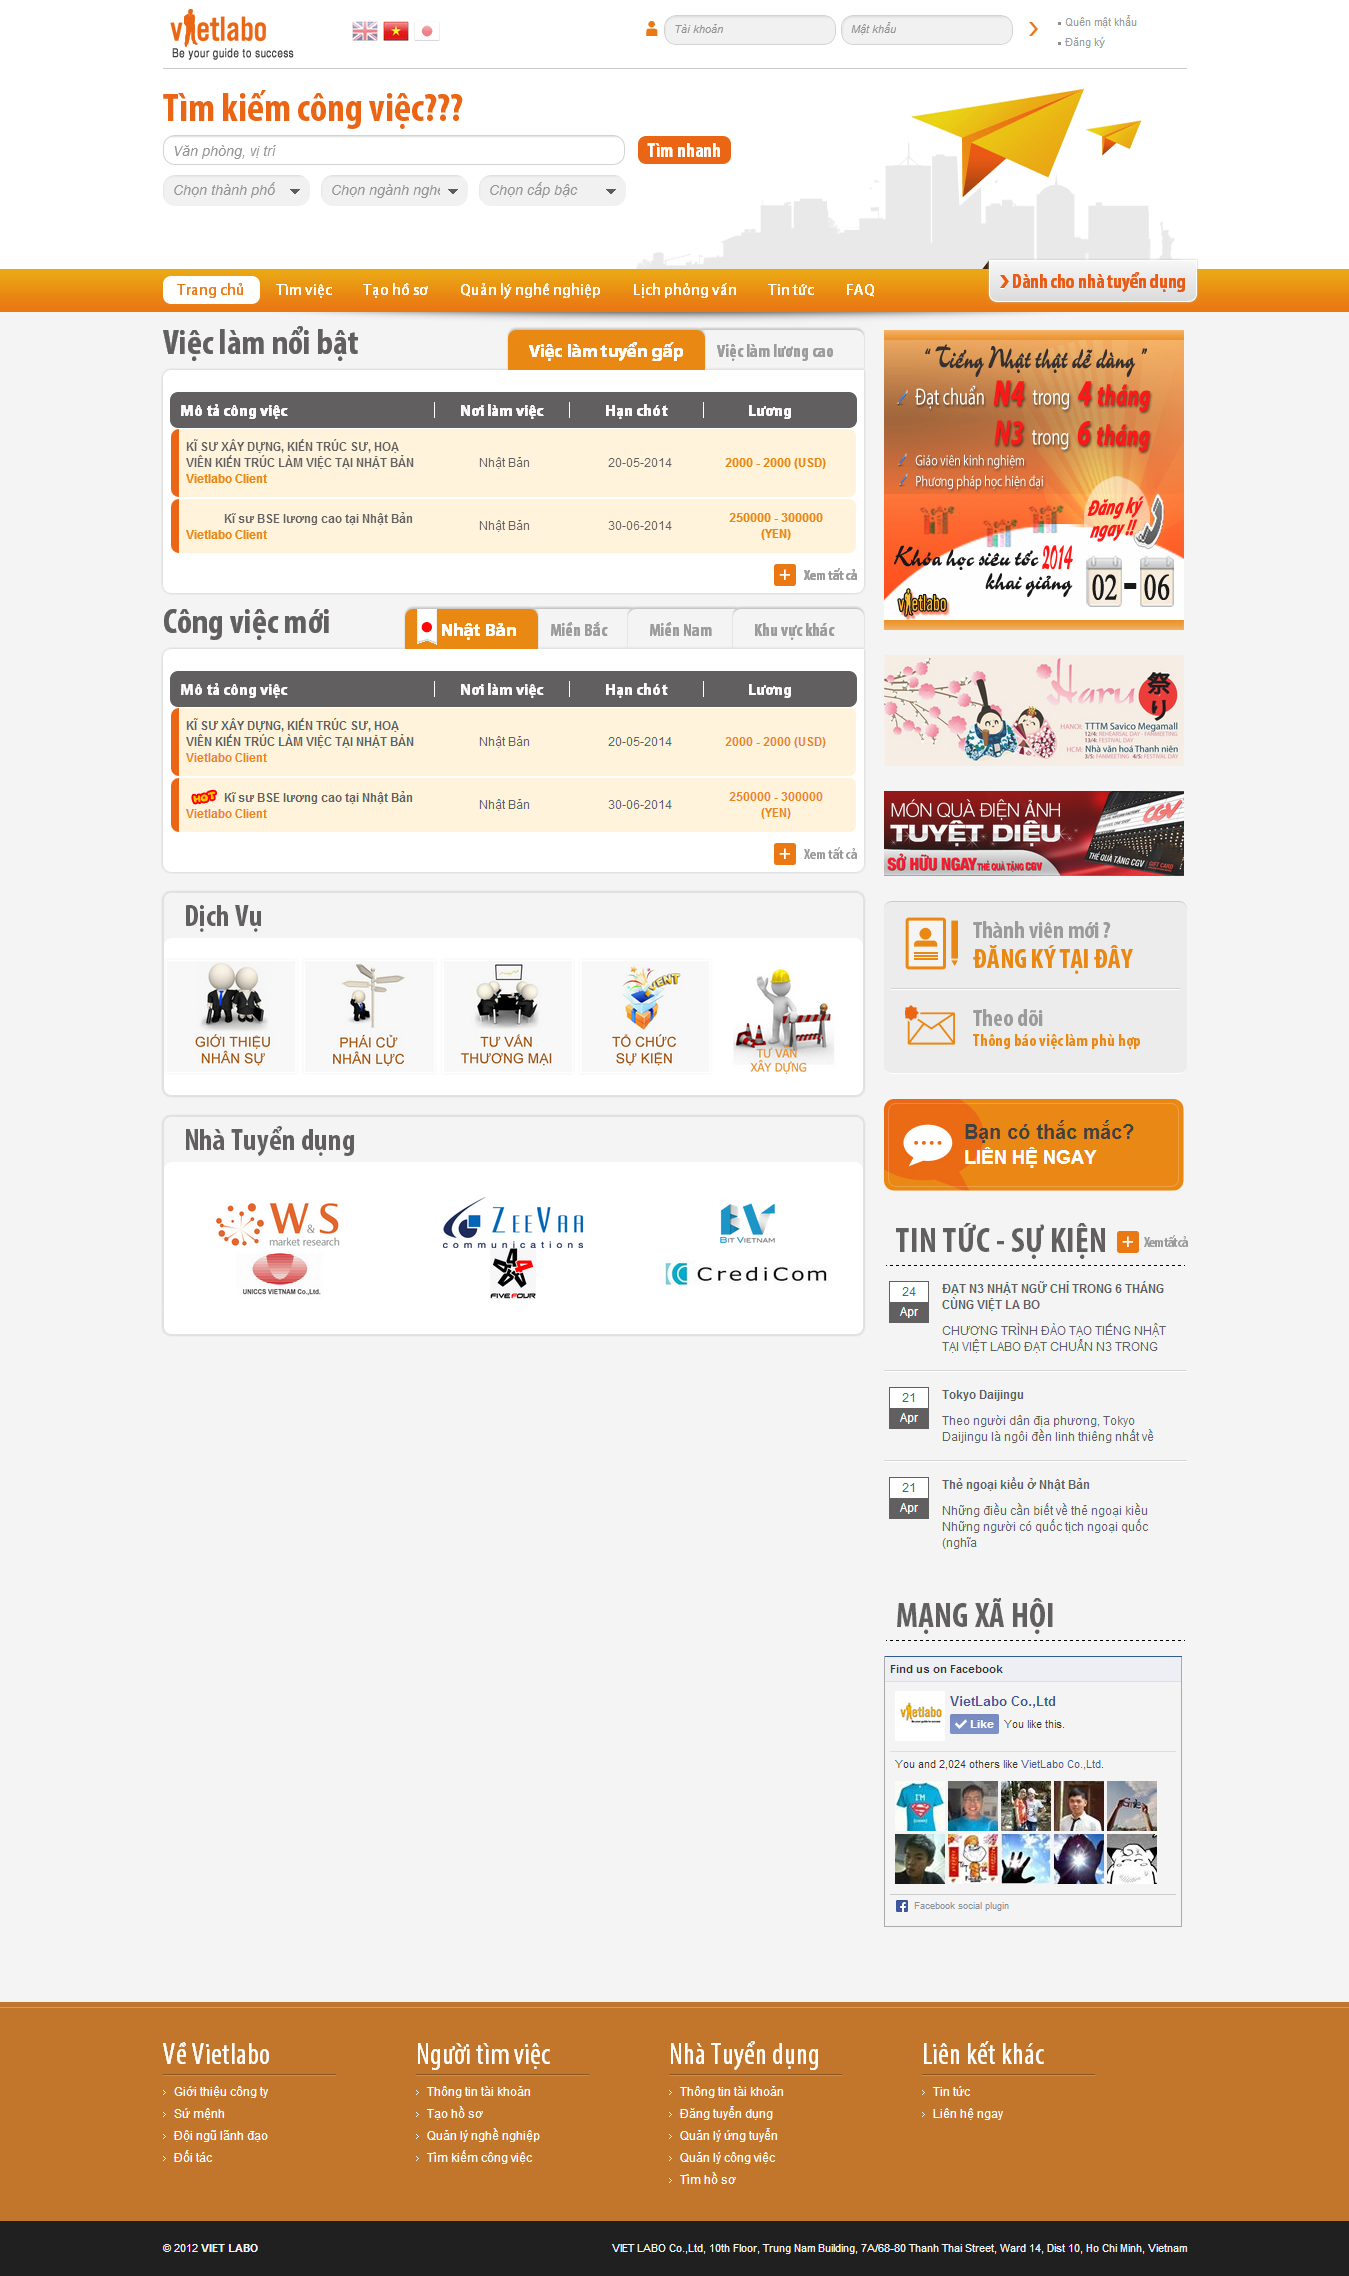 vietlabo
Be your guide to success
Tài khoản
Mật khẩu
Quên mật khẩu
Đăng ký
Tìm kiếm công việc???
Văn phòng, vị trí
Tìm nhanh
Chọn thành phố
Chọn ngành nghề
Chọn cấp bậc
Dành cho nhà tuyển dụng
Trang chủ
Tìm việc
Tạo hồ sơ
Quản lý nghề nghiệp
Lịch phỏng vấn
Tin tức
FAQ
Việc làm nổi bật
Việc làm tuyển gấp
Việc làm lương cao
Mô tả công việc
Nơi làm việc
Hạn chót
Lương
KĨ SƯ XÂY DỰNG, KIẾN TRÚC SƯ, HOẠ
VIÊN KIẾN TRÚC LÀM VIỆC TẠI NHẬT BẢN
Vietlabo Client
Nhật Bản
20-05-2014
2000 - 2000 (USD)
Kĩ sư BSE lương cao tại Nhật Bản
Vietlabo Client
Nhật Bản
30-06-2014
250000 - 300000
(YEN)
Xem tất cả
Công việc mới
Nhật Bản
Miền Bắc
Miền Nam
Khu vực khác
Mô tả công việc
Nơi làm việc
Hạn chót
Lương
KĨ SƯ XÂY DỰNG, KIẾN TRÚC SƯ, HOẠ
VIÊN KIẾN TRÚC LÀM VIỆC TẠI NHẬT BẢN
Vietlabo Client
Nhật Bản
20-05-2014
2000 - 2000 (USD)
HOT
Kĩ sư BSE lương cao tại Nhật Bản
Vietlabo Client
Nhật Bản
30-06-2014
250000 - 300000
(YEN)
Xem tất cả
Dịch Vụ
GIỚI THIỆU
NHÂN SỰ
PHÁI CỬ
NHÂN LỰC
TƯ VẤN
THƯƠNG MẠI
EVENT
TỔ CHỨC
SỰ KIỆN
TƯ VẤN
XÂY DỰNG
Nhà Tuyển dụng
W&S
market research
ZEEVAA
communications
BIT VIETNAM
UNICCS VIETNAM Co.,Ltd.
FIVE FOUR
CREDICOM
“ Tiếng Nhật thật dễ dàng ”
Đạt chuẩn N4 trong 4 tháng
N3 trong 6 tháng
Giáo viên kinh nghiệm
Phương pháp học hiện đại
Đăng ký
ngay !!
Khóa học siêu tốc 2014
khai giảng
02 - 06
vietlabo
Haru
祭り
HANOI: TTTM Savico Megamall
12/4: REHEARSAL DAY - FANMEETING
13/4: FESTIVAL DAY
HCM: Nhà văn hoá Thanh niên
3/5: FANMEETING 4/5: FESTIVAL DAY
MÓN QUÀ ĐIỆN ẢNH
TUYỆT DIỆU
SỞ HỮU NGAY THẺ QUÀ TẶNG CGV
CGV
THẺ QUÀ TẶNG CGV
GIFT CARD
Thành viên mới ?
ĐĂNG KÝ TẠI ĐÂY
Theo dõi
Thông báo việc làm phù hợp
Bạn có thắc mắc?
LIÊN HỆ NGAY
TIN TỨC - SỰ KIỆN
Xem tất cả
24
Apr
ĐẠT N3 NHẬT NGỮ CHỈ TRONG 6 THÁNG
CÙNG VIỆT LA BO
CHƯƠNG TRÌNH ĐÀO TẠO TIẾNG NHẬT
TẠI VIỆT LABO ĐẠT CHUẨN N3 TRONG
21
Apr
Tokyo Daijingu
Theo người dân địa phương, Tokyo
Daijingu là ngôi đền linh thiêng nhất về
21
Apr
Thẻ ngoại kiều ở Nhật Bản
Những điều cần biết về thẻ ngoại kiều
Những người có quốc tịch ngoại quốc
(nghĩa
MẠNG XÃ HỘI
Find us on Facebook
vietlabo
VietLabo Co.,Ltd
Like
You like this.
You and 2,024 others like VietLabo Co.,Ltd.
I'M
Smile
Facebook social plugin
Về Vietlabo
Giới thiệu công ty
Sứ mệnh
Đội ngũ lãnh đạo
Đối tác
Người tìm việc
Thông tin tài khoản
Tạo hồ sơ
Quản lý nghề nghiệp
Tìm kiếm công việc
Nhà Tuyển dụng
Thông tin tài khoản
Đăng tuyển dụng
Quản lý ứng tuyển
Quản lý công việc
Tìm hồ sơ
Liên kết khác
Tin tức
Liên hệ ngay
© 2012 VIET LABO
VIET LABO Co.,Ltd, 10th Floor, Trung Nam Building, 7A/68-80 Thanh Thai Street, Ward 14, Dist 10, Ho Chi Minh, Vietnam